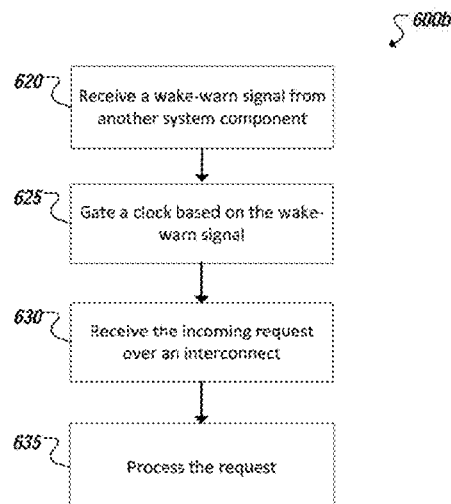 600b
620
Receive a wake-warn signal from
another system component
625
Gate a clock based on the wake-
warn signal
630
Receive the incoming request
over an interconnect
635
Process the request